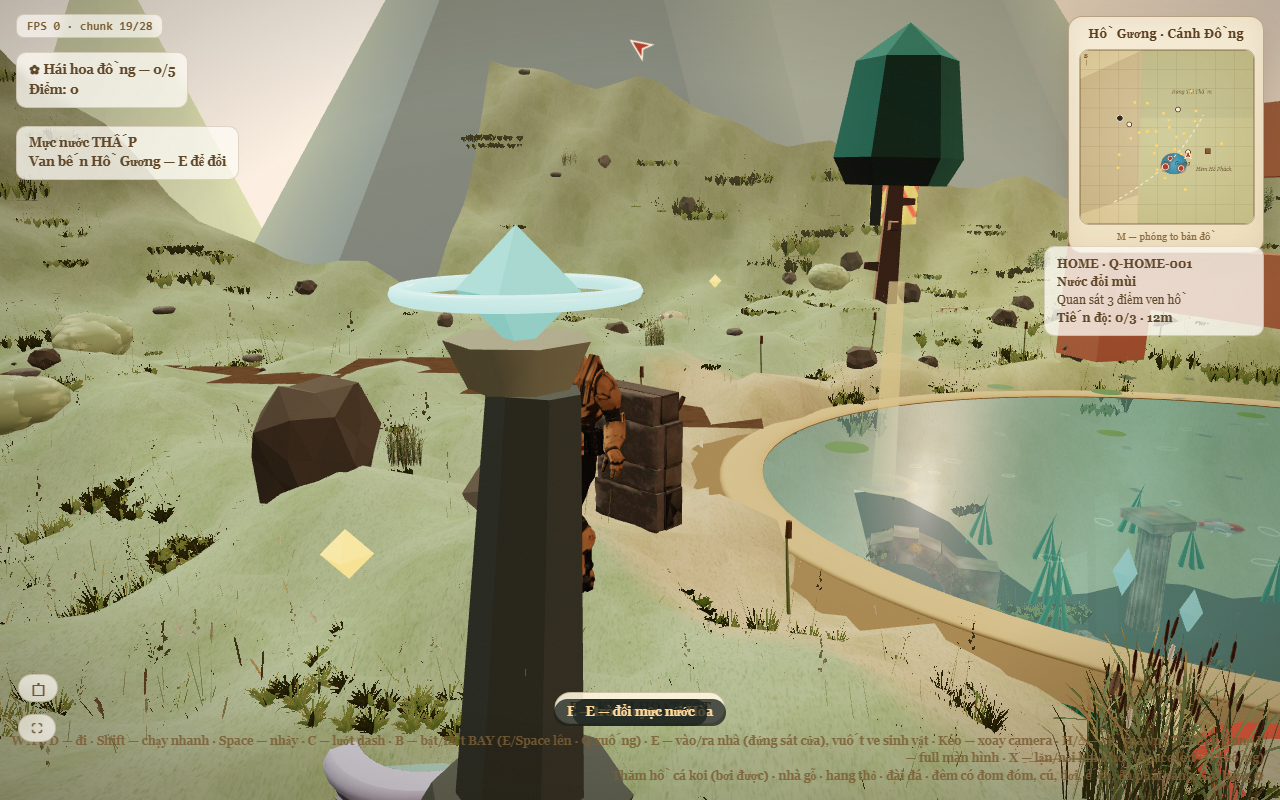 FPS 0 · chunk 19/28
✿ Hái hoa đồng — 0/5
Điểm: 0
Mực nước THẤP
Van bến Hồ Gương — E để đổi
Hồ Gương · Cánh Đồng
M — phóng to bản đồ
HOME · Q-HOME-001
Nước đổi mùi
Quan sát 3 điểm ven hồ
Tiến độ: 0/3 · 12m
E — đổi mực nước
— đi · Shift — chạy nhanh · Space — nhảy · C — lướt dash · B — bật/ BAY (E/Space lên · xuống) · E — vào/ra nhà (đứng sát cửa), vuốt ve sinh vật · Kéo — xoay camera
— full màn hình · X —
Thăm hồ cá koi (bơi được) · nhà gỗ · hang thỏ · đài đá · đêm có đom đóm, cú,